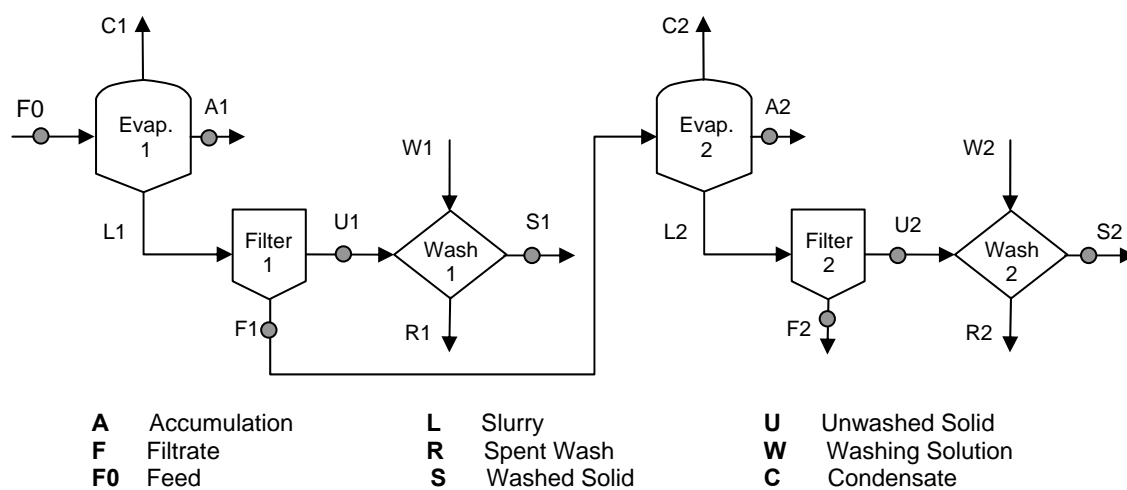 C1
C2
F0
Evap.
1
A1
Evap.
2
A2
W1
W2
L1
Filter
1
U1
Wash
1
S1
L2
Filter
2
U2
Wash
2
S2
F1
R1
F2
R2
A Accumulation
L Slurry
U Unwashed Solid
F Filtrate
R Spent Wash
W Washing Solution
F0 Feed
S Washed Solid
C Condensate